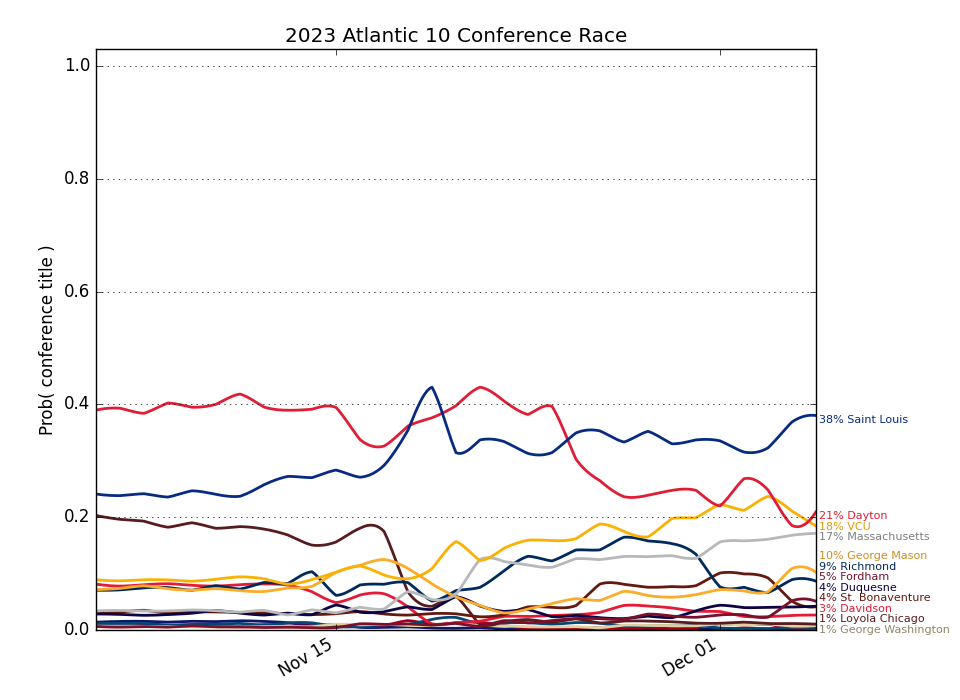 2023 Atlantic 10 Conference Race
1.0
0.8
0.6
0.4
0.2
0.0
Prob( conference title )
Nov 15
Dec 01
38% Saint Louis
21% Dayton
18% VCU
17% Massachusetts
10% George Mason
9% Richmond
5% Fordham
4% Duquesne
4% St. Bonaventure
3% Davidson
1% Loyola Chicago
1% George Washington